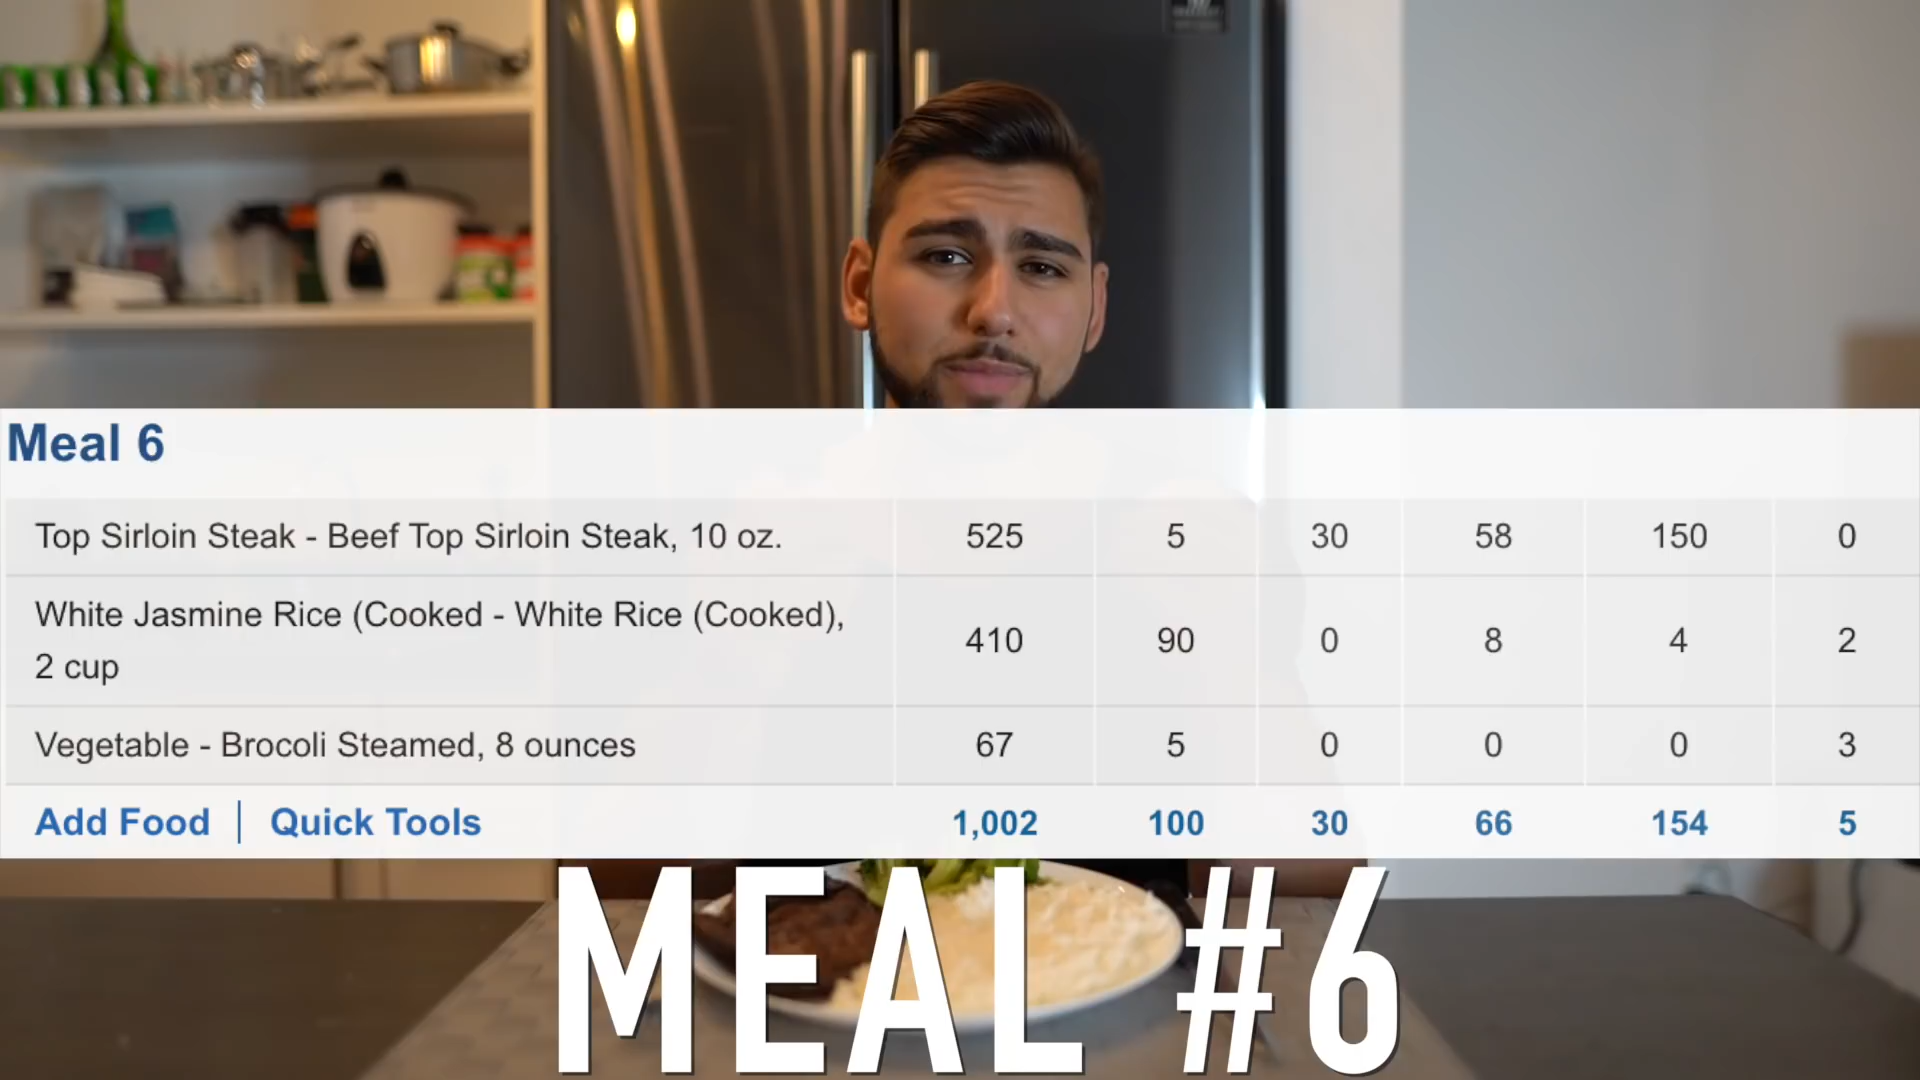 Meal 6
Top Sirloin Steak - Beef Top Sirloin Steak, 10 oz. 525 5 30 58 150 0
White Jasmine Rice (Cooked - White Rice (Cooked),
2 cup 410 90 0 8 4 2
Vegetable - Brocoli Steamed, 8 ounces 67 5 0 0 0 3
Add Food | Quick Tools 1,002 100 30 66 154 5
MEAL #6